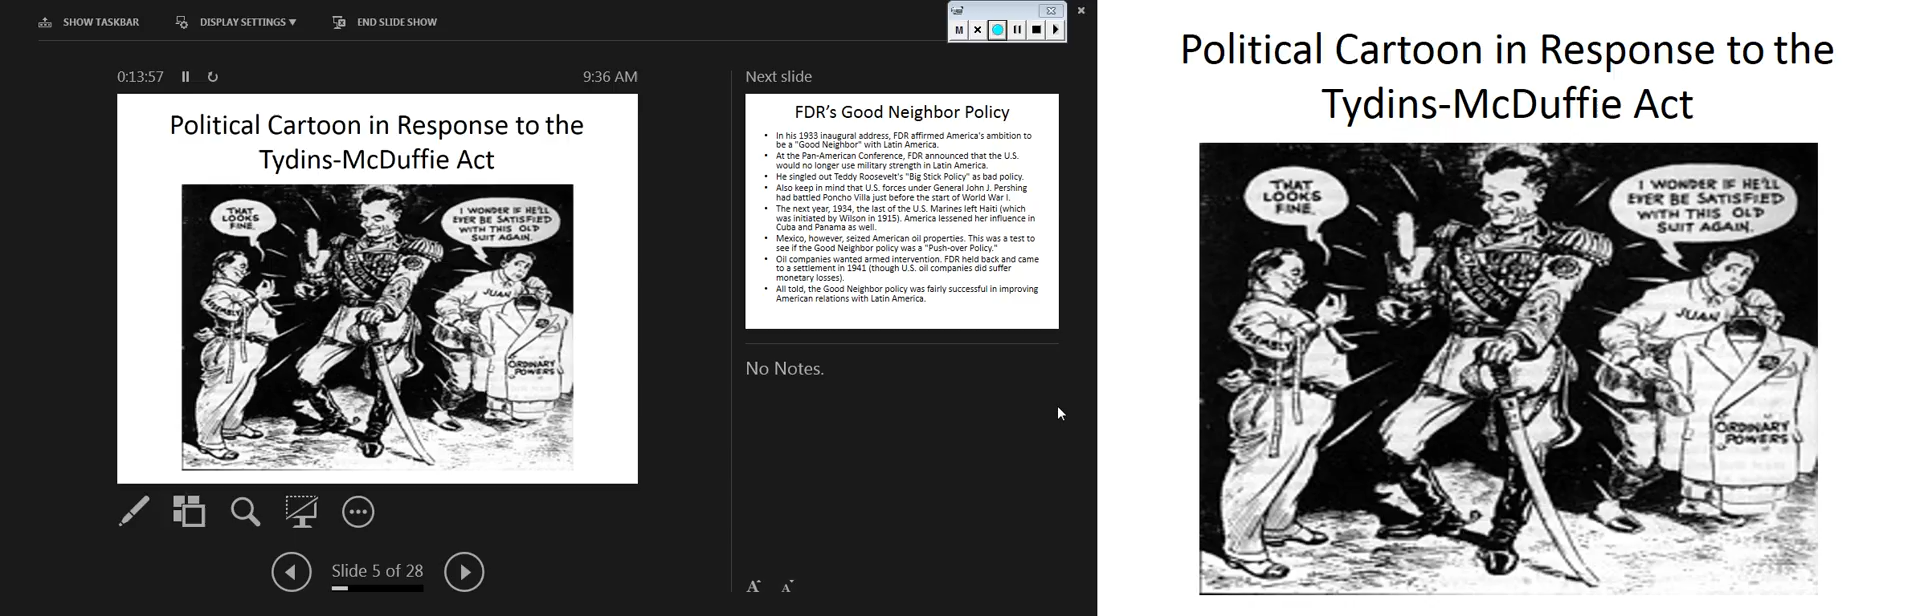 SHOW TASKBAR
DISPLAY SETTINGS ▼
END SLIDE SHOW
M
0:13:57
9:36 AM
Political Cartoon in Response to the
Tydins-McDuffie Act
THAT
LOOKS
FINE.
I WONDER IF HE'LL
EVER BE SATISFIED
WITH THIS OLD
SUIT AGAIN.
JUAN
ORDINARY
POWERS
Slide 5 of 28
Next slide
FDR's Good Neighbor Policy
• In his 1933 inaugural address, FDR affirmed America's ambition to
be a "Good Neighbor" with Latin America.
• At the Pan-American Conference, FDR announced that the U.S.
would no longer use military strength in Latin America.
• He singled out Teddy Roosevelt's "Big Stick Policy" as bad policy.
• Also keep in mind that U.S. forces under General John J. Pershing
had battled Poncho Villa just before the start of World War I.
• The next year, 1934, the last of the U.S. Marines left Haiti (which
was initiated by Wilson in 1915). America lessened her influence in
Cuba and Panama as well.
• Mexico, however, seized American oil properties. This was a test to
see if the Good Neighbor policy was a "Push-over Policy."
• Oil companies wanted armed intervention. FDR held back and came
to a settlement in 1941 (though U.S. oil companies did suffer
monetary losses).
• All told, the Good Neighbor policy was fairly successful in improving
American relations with Latin America.
No Notes.
A A
Political Cartoon in Response to the
Tydins-McDuffie Act
THAT
LOOKS
FINE.
I WONDER IF HE'LL
EVER BE SATISFIED
WITH THIS OLD
SUIT AGAIN.
JUAN
ORDINARY
POWERS